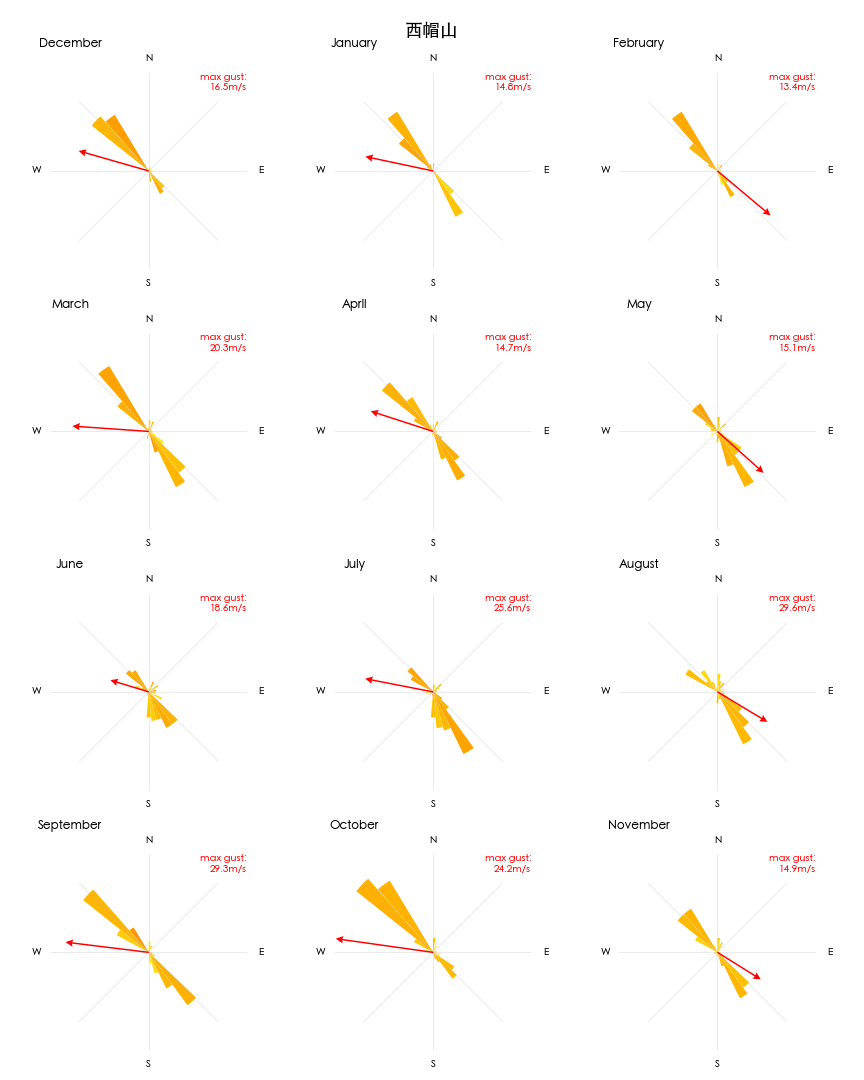 西帽山
December
N
max gust:
16.5m/s
W
E
S
January
N
max gust:
14.8m/s
W
E
S
February
N
max gust:
13.4m/s
W
E
S
March
N
max gust:
20.3m/s
W
E
S
April
N
max gust:
14.7m/s
W
E
S
May
N
max gust:
15.1m/s
W
E
S
June
N
max gust:
18.6m/s
W
E
S
July
N
max gust:
25.6m/s
W
E
S
August
N
max gust:
29.6m/s
W
E
S
September
N
max gust:
29.3m/s
W
E
S
October
N
max gust:
24.2m/s
W
E
S
November
N
max gust:
14.9m/s
W
E
S